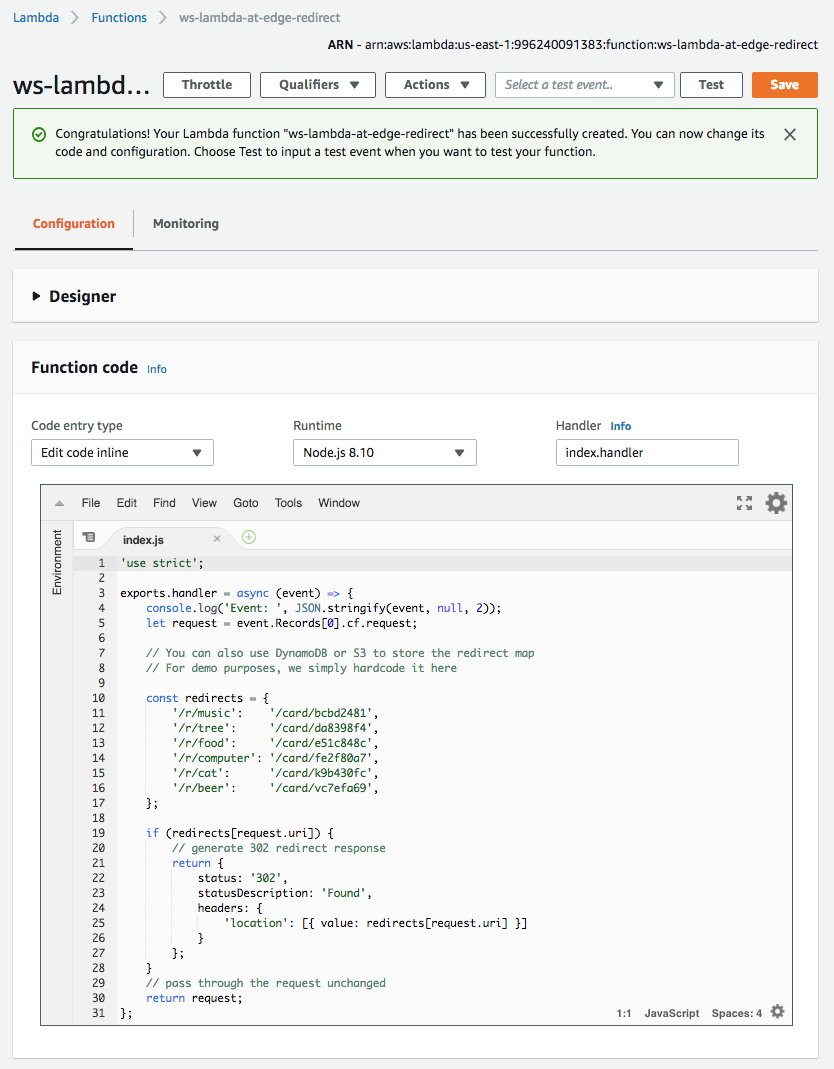 Lambda > Functions > ws-lambda-at-edge-redirect
ARN - arn:aws:lambda:us-east-1:996240091383:function:ws-lambda-at-edge-redirect
ws-lambd... Throttle Qualifiers Actions Select a test event.. Test Save
Congratulations! Your Lambda function "ws-lambda-at-edge-redirect" has been successfully created. You can now change its
code and configuration. Choose Test to input a test event when you want to test your function.
Configuration Monitoring
Designer
Function code Info
Code entry type Runtime Handler Info
Edit code inline Node.js 8.10 index.handler
File Edit Find View Goto Tools Window
Environment
index.js
1 'use strict';
2
3 exports.handler = async (event) => {
4     console.log('Event: ', JSON.stringify(event, null, 2));
5     let request = event.Records[0].cf.request;
6
7     // You can also use DynamoDB or S3 to store the redirect map
8     // For demo purposes, we simply hardcode it here
9
10     const redirects = {
11         '/r/music':    '/card/bcbd2481',
12         '/r/tree':     '/card/da8398f4',
13         '/r/food':     '/card/e51c848c',
14         '/r/computer': '/card/fe2f80a7',
15         '/r/cat':      '/card/k9b430fc',
16         '/r/beer':     '/card/vc7efa69',
17     };
18
19     if (redirects[request.uri]) {
20         // generate 302 redirect response
21         return {
22             status: '302',
23             statusDescription: 'Found',
24             headers: {
25                 'location': [{ value: redirects[request.uri] }]
26             }
27         };
28     }
29     // pass through the request unchanged
30     return request;
31 };
1:1 JavaScript Spaces: 4